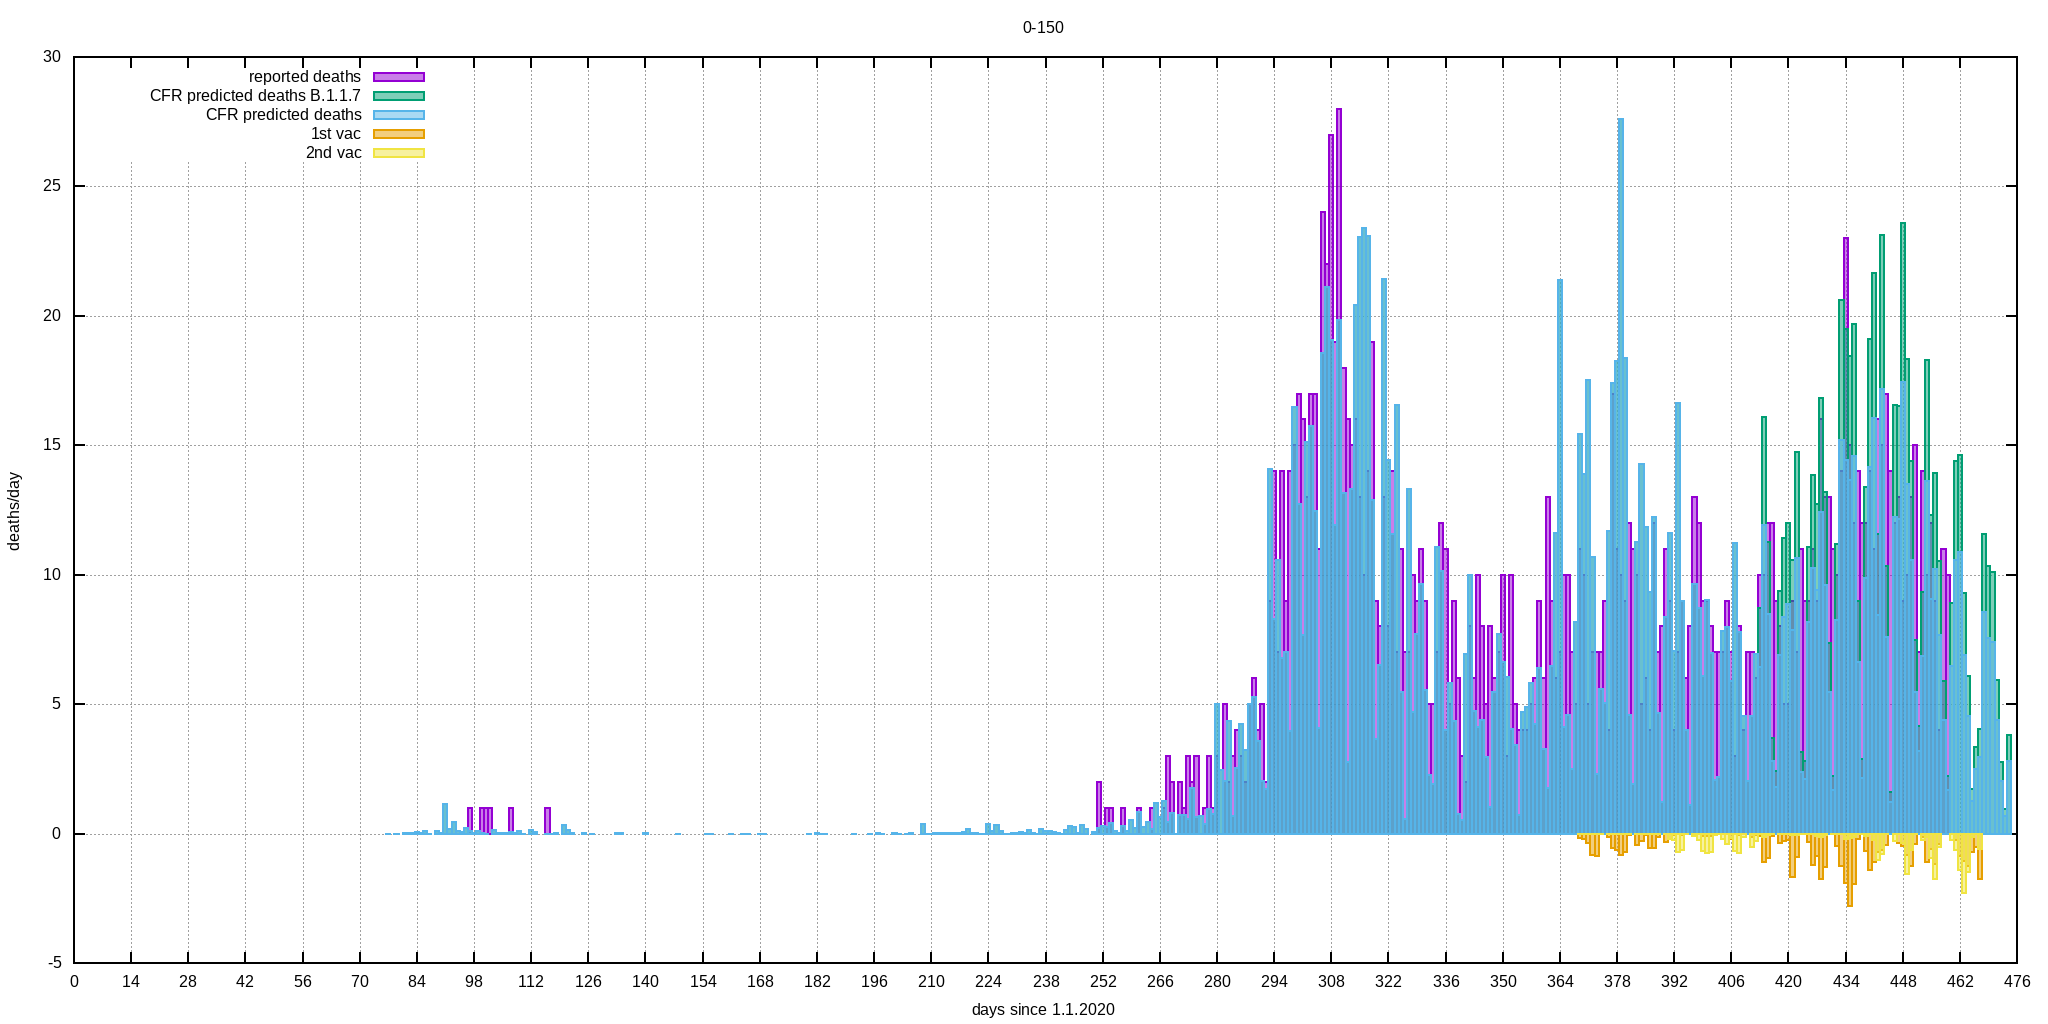 0-150
30
25
20
15
10
5
0
-5
deaths/day
reported deaths
CFR predicted deaths B.1.1.7
CFR predicted deaths
1st vac
2nd vac
0 14 28 42 56 70 84 98 112 126 140 154 168 182 196 210 224 238 252 266 280 294 308 322 336 350 364 378 392 406 420 434 448 462 476
days since 1.1.2020